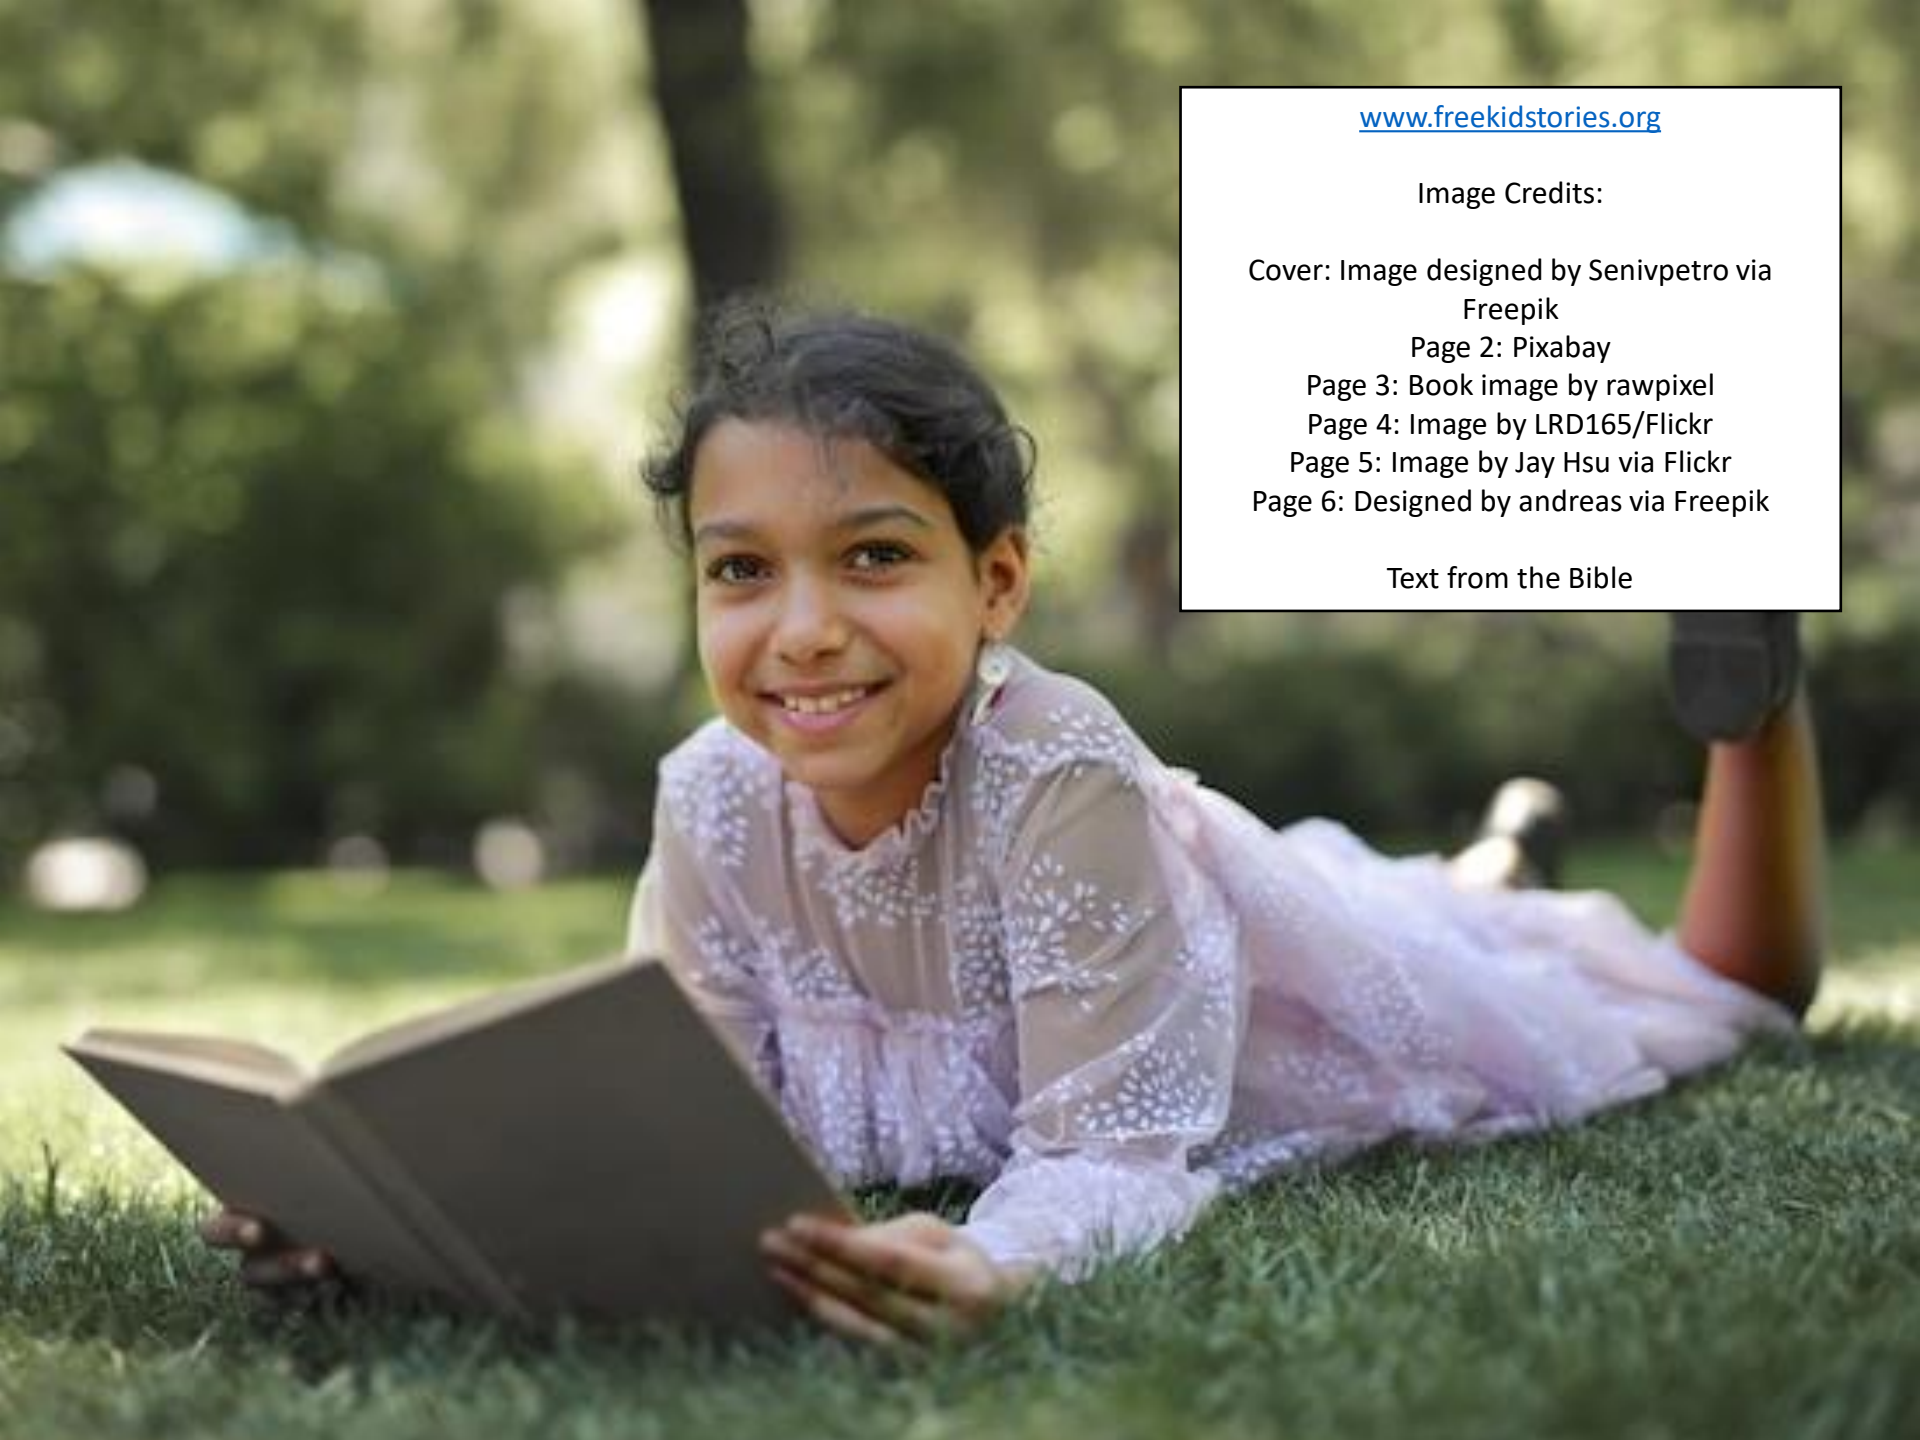 www.freekidstories.org
Image Credits:
Cover: Image designed by Senivpetro via
Freepik
Page 2: Pixabay
Page 3: Book image by rawpixel
Page 4: Image by LRD165/Flickr
Page 5: Image by Jay Hsu via Flickr
Page 6: Designed by andreas via Freepik
Text from the Bible